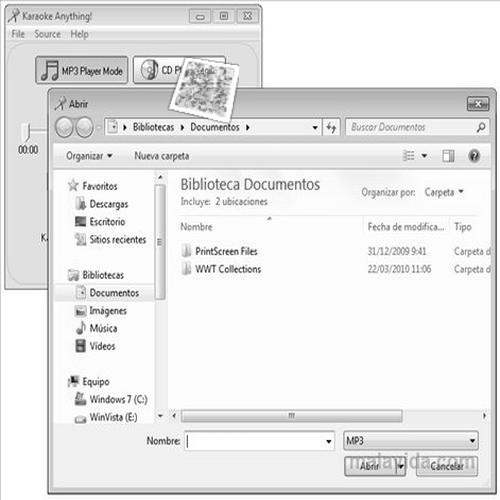 Karaoke Anything!
File Source Help
MP3 Player Mode
00:00
Abrir
Bibliotecas Documentos
Buscar Documentos
Organizar Nueva carpeta
Favoritos
Descargas
Escritorio
Sitios recientes
Bibliotecas
Documentos
Imágenes
Música
Vídeos
Equipo
Windows 7 (C:)
WinVista (E:)
Biblioteca Documentos
Incluye: 2 ubicaciones
Organizar por: Carpeta
Nombre Fecha de modifica... Tipo
PrintScreen Files 31/12/2009 9:41 Carpeta d
WWT Collections 22/03/2010 11:06 Carpeta d
Nombre: MP3
malavida.com
Abrir Cancelar